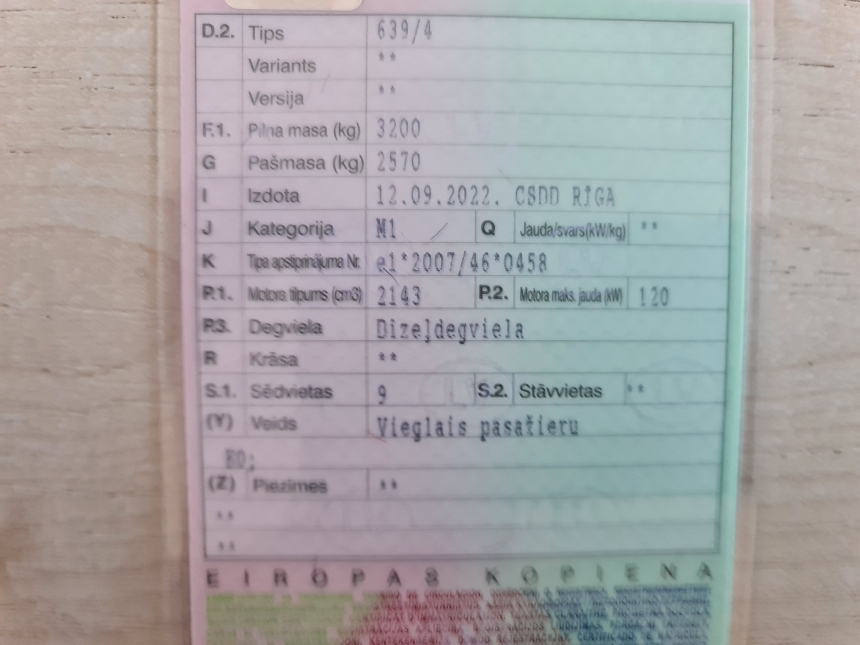 D.2. Tips 639/4
Variants **
Versija **
F.1. Pilna masa (kg) 3200
G Pašmasa (kg) 2570
I Izdota 12.09.2022. CSDD RĪGA
J Kategorija M1 Q Jauda/svars(kW/kg) **
K Tipa apstiprinājuma Nr. e1*2007/46*0458
P.1. Motora tilpums (cm3) 2143 P.2. Motora maks. jauda (kW) 120
P.3. Degviela Dīzeļdegviela
R Krāsa **
S.1. Sēdvietas 9 S.2. Stāvvietas **
(Y) Veids Vieglais pasažieru
(Z) Piezīmes **
**
**
EIROPAS KOPIENA